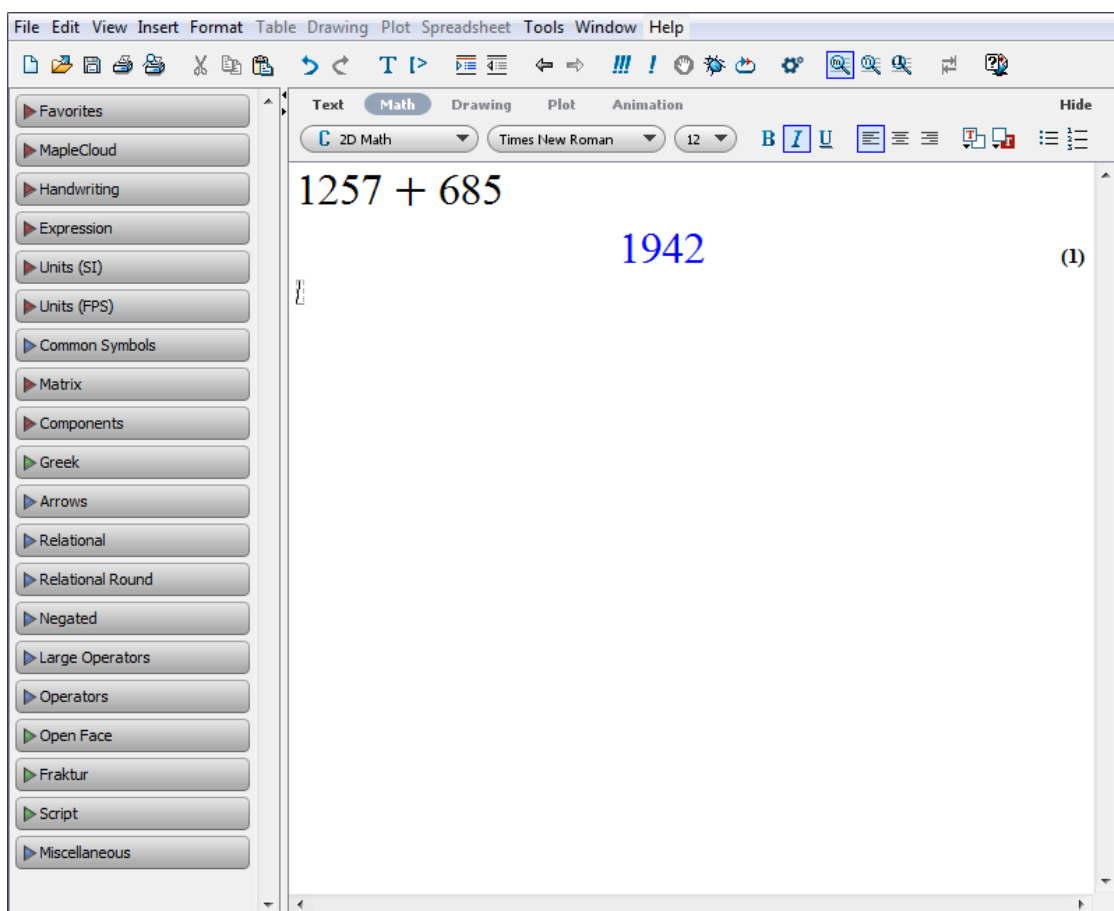 File Edit View Insert Format Table Drawing Plot Spreadsheet Tools Window Help
Favorites
MapleCloud
Handwriting
Expression
Units (SI)
Units (FPS)
Common Symbols
Matrix
Components
Greek
Arrows
Relational
Relational Round
Negated
Large Operators
Operators
Open Face
Fraktur
Script
Miscellaneous
Text Math Drawing Plot Animation Hide
C 2D Math Times New Roman 12 B I U
1257 + 685
1942 (1)